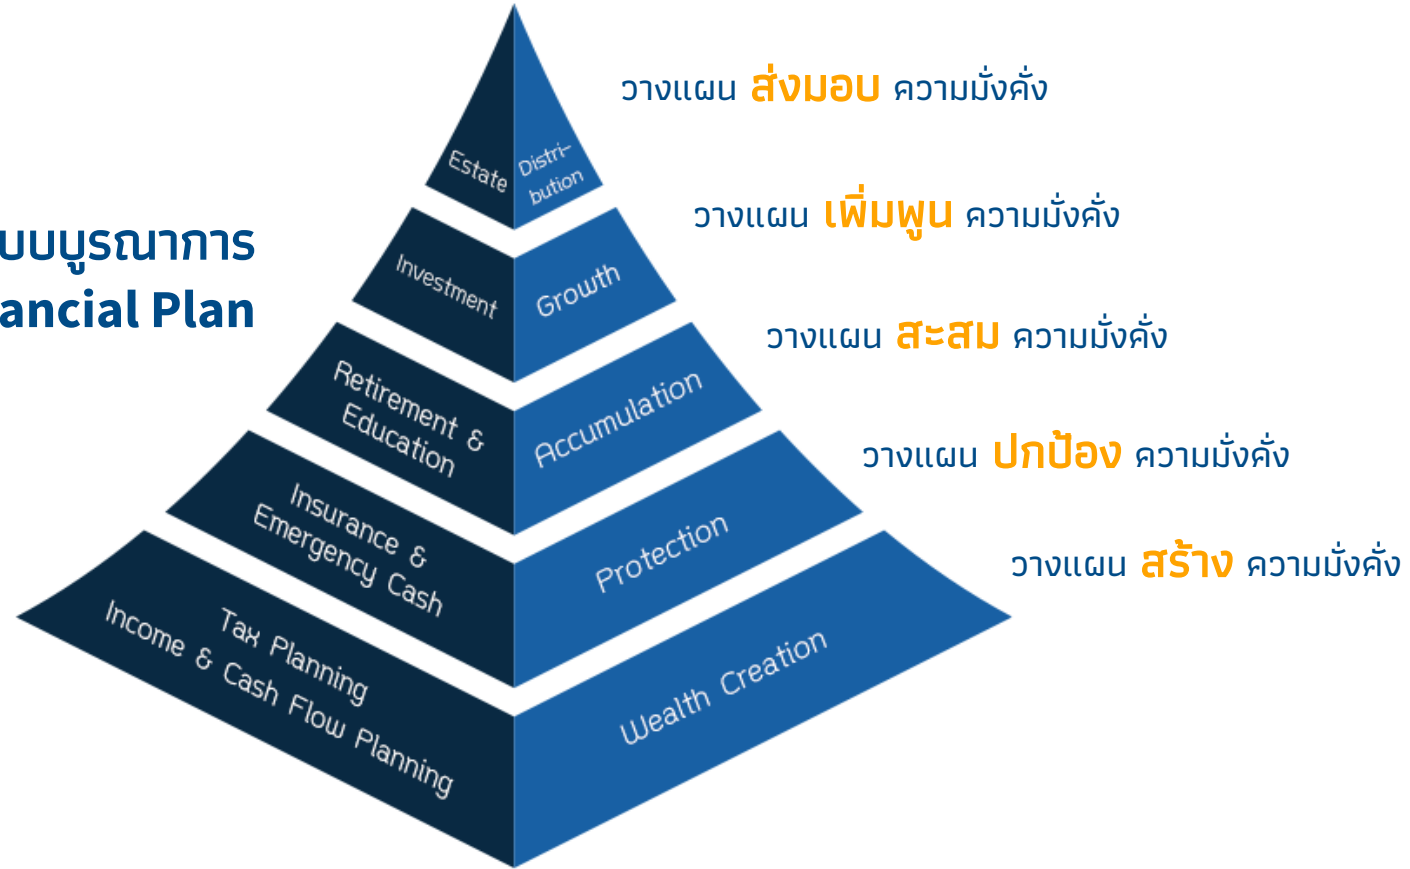 วางแผน ส่งมอบ ความมั่งคั่ง
Estate
Distri-
bution
วางแผน เพิ่มพูน ความมั่งคั่ง
บบูรณาการ
ancial Plan
Investment
Growth
วางแผน สะสม ความมั่งคั่ง
Retirement &
Education
Accumulation
วางแผน ปกป้อง ความมั่งคั่ง
Insurance &
Emergency Cash
Protection
วางแผน สร้าง ความมั่งคั่ง
Tax Planning
Income & Cash Flow Planning
Wealth Creation